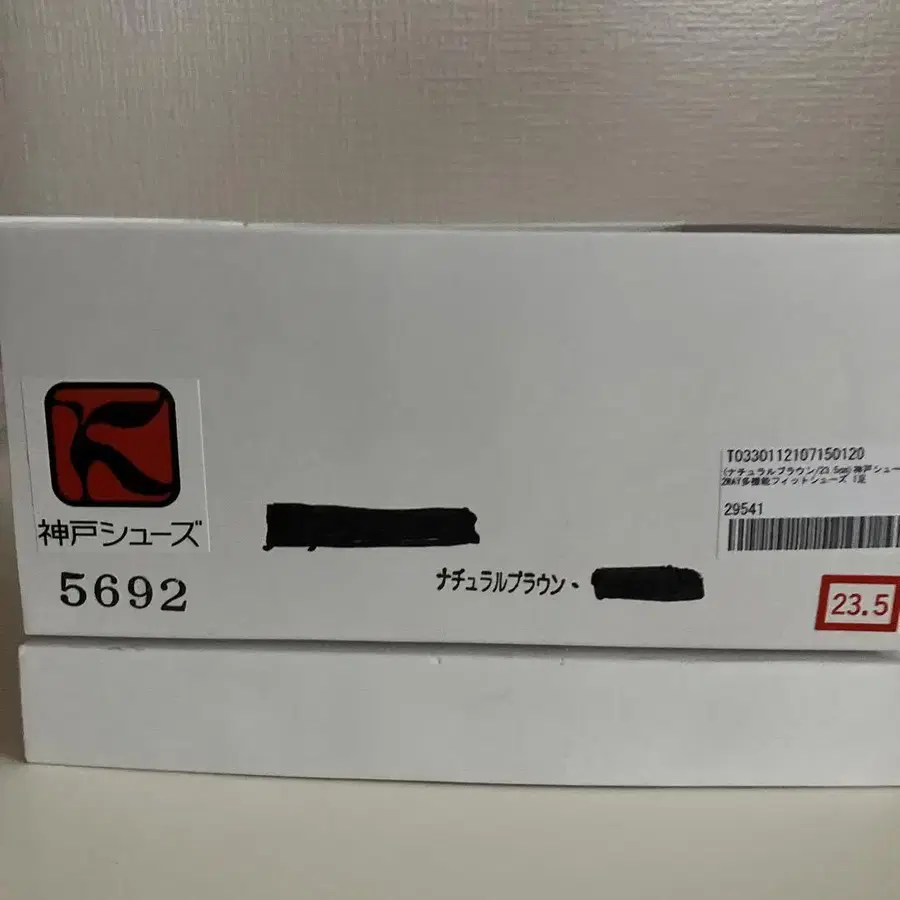 神戸シューズ
5692
ナチュラルブラウン・
T0330112107150120
(ナチュラルブラウン/23.5cm)神戸シュー
2WAY多機能フィットシューズ 1足
29541
23.5